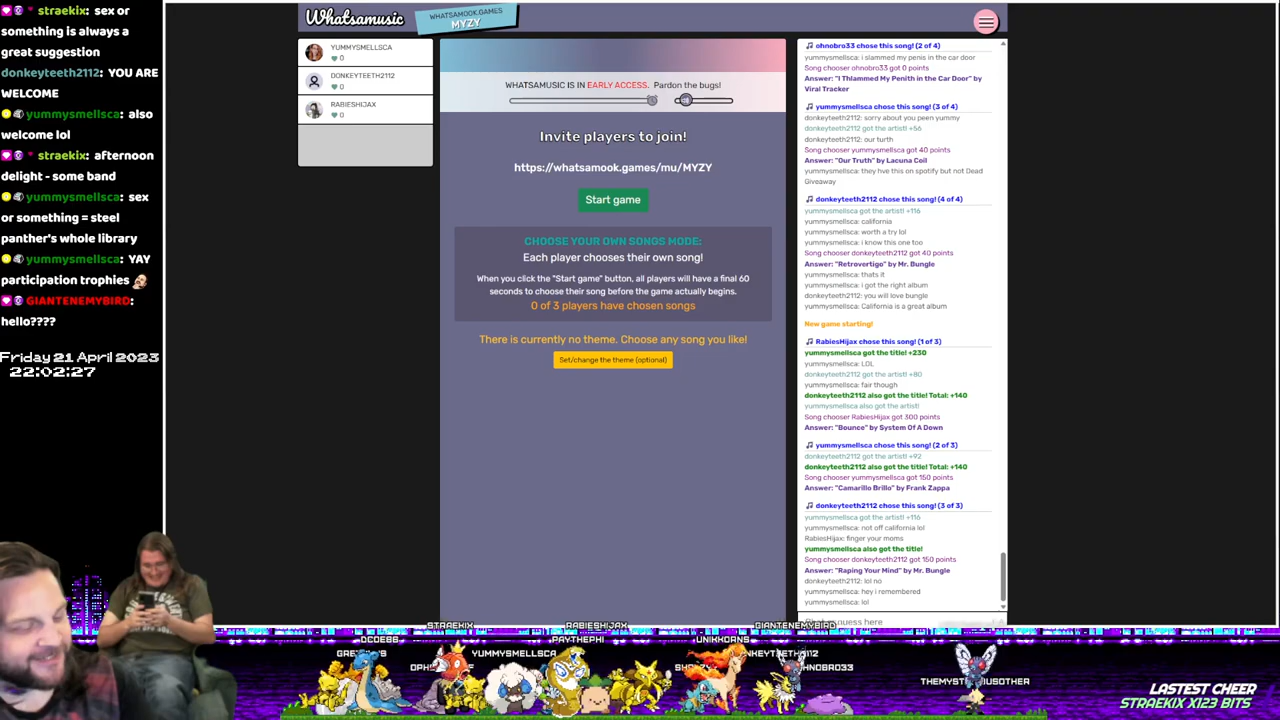 straekix: sex or
something is always a
great suggestion
donkeyteeth2112: YOU ARE
WELCOME
yummysmellsca: also
welcome lol
straekix: afternoon
delight - some band
yummysmellsca: sex
or something = steel
panther's whole library
yummysmellsca: YAY
pants down trophies
GIANTENEMYBIRD:
hello????
Friday, 21 April 2023
22:02:27
Whatsamusic
WHATSAMOOK.GAMES
MYZY
YUMMYSMELLSCA
0
DONKEYTEETH2112
0
RABIESHIJAX
0
WHATSAMUSIC IS IN EARLY ACCESS. Pardon the bugs!
Invite players to join!
https://whatsamook.games/mu/MYZY
Start game
CHOOSE YOUR OWN SONGS MODE:
Each player chooses their own song!
When you click the "Start game" button, all players will have a final 60
seconds to choose their song before the game actually begins.
0 of 3 players have chosen songs
There is currently no theme. Choose any song you like!
Set/change the theme (optional)
ohnobro33 chose this song! (2 of 4)
yummysmellsca: i slammed my penis in the car door
Song chooser ohnobro33 got 0 points
Answer: "I Thlammed My Penith in the Car Door" by
Viral Tracker
yummysmellsca chose this song! (3 of 4)
donkeyteeth2112: sorry about you peen yummy
donkeyteeth2112 got the artist! +56
donkeyteeth2112: our turth
Song chooser yummysmellsca got 40 points
Answer: "Our Truth" by Lacuna Coil
yummysmellsca: they hve this on spotify but not Dead
Giveaway
donkeyteeth2112 chose this song! (4 of 4)
yummysmellsca got the artist! +116
yummysmellsca: california
yummysmellsca: worth a try lol
yummysmellsca: i know this one too
Song chooser donkeyteeth2112 got 40 points
Answer: "Retrovertigo" by Mr. Bungle
yummysmellsca: thats it
yummysmellsca: i got the right album
donkeyteeth2112: you will love bungle
yummysmellsca: California is a great album
New game starting!
RabiesHijax chose this song! (1 of 3)
yummysmellsca got the title! +230
yummysmellsca: LOL
donkeyteeth2112 got the artist! +80
yummysmellsca: fair though
donkeyteeth2112 also got the title! Total: +140
yummysmellsca also got the artist!
Song chooser RabiesHijax got 300 points
Answer: "Bounce" by System Of A Down
yummysmellsca chose this song! (2 of 3)
donkeyteeth2112 got the artist! +92
donkeyteeth2112 also got the title! Total: +140
Song chooser yummysmellsca got 150 points
Answer: "Camarillo Brillo" by Frank Zappa
donkeyteeth2112 chose this song! (3 of 3)
yummysmellsca got the artist! +116
yummysmellsca: not off california lol
RabiesHijax: finger your moms
yummysmellsca also got the title!
Song chooser donkeyteeth2112 got 150 points
Answer: "Raping Your Mind" by Mr. Bungle
donkeyteeth2112: lol no
yummysmellsca: hey i remembered
yummysmellsca: lol
guess here
STRAEKIX
RABIESHIJAX
GIANTENEMYBIRD
DCOE88
UNIKKORNS
YUMMYSMELLSCA
OHNOBRO33
THEMYST
OTHER
LASTEST CHEER
STRAEKIX X123 BITS